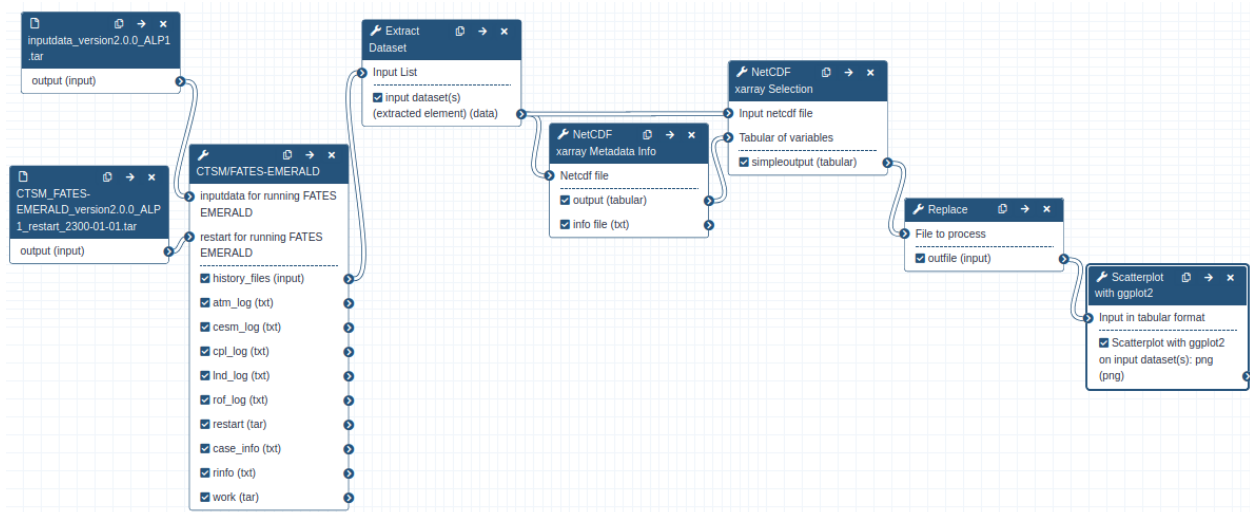 inputdata_version2.0.0_ALP1
.tar
output (input)
CTSM_FATES-
EMERALD_version2.0.0_ALP
1_restart_2300-01-01.tar
output (input)
CTSM/FATES-EMERALD
inputdata for running FATES
EMERALD
restart for running FATES
EMERALD
history_files (input)
atm_log (txt)
cesm_log (txt)
cpl_log (txt)
lnd_log (txt)
rof_log (txt)
restart (tar)
case_info (txt)
rinfo (txt)
work (tar)
Extract
Dataset
Input List
input dataset(s)
(extracted element) (data)
NetCDF
xarray Metadata Info
Netcdf file
output (tabular)
info file (txt)
NetCDF
xarray Selection
Input netcdf file
Tabular of variables
simpleoutput (tabular)
Replace
File to process
outfile (input)
Scatterplot
with ggplot2
Input in tabular format
Scatterplot with ggplot2
on input dataset(s): png
(png)